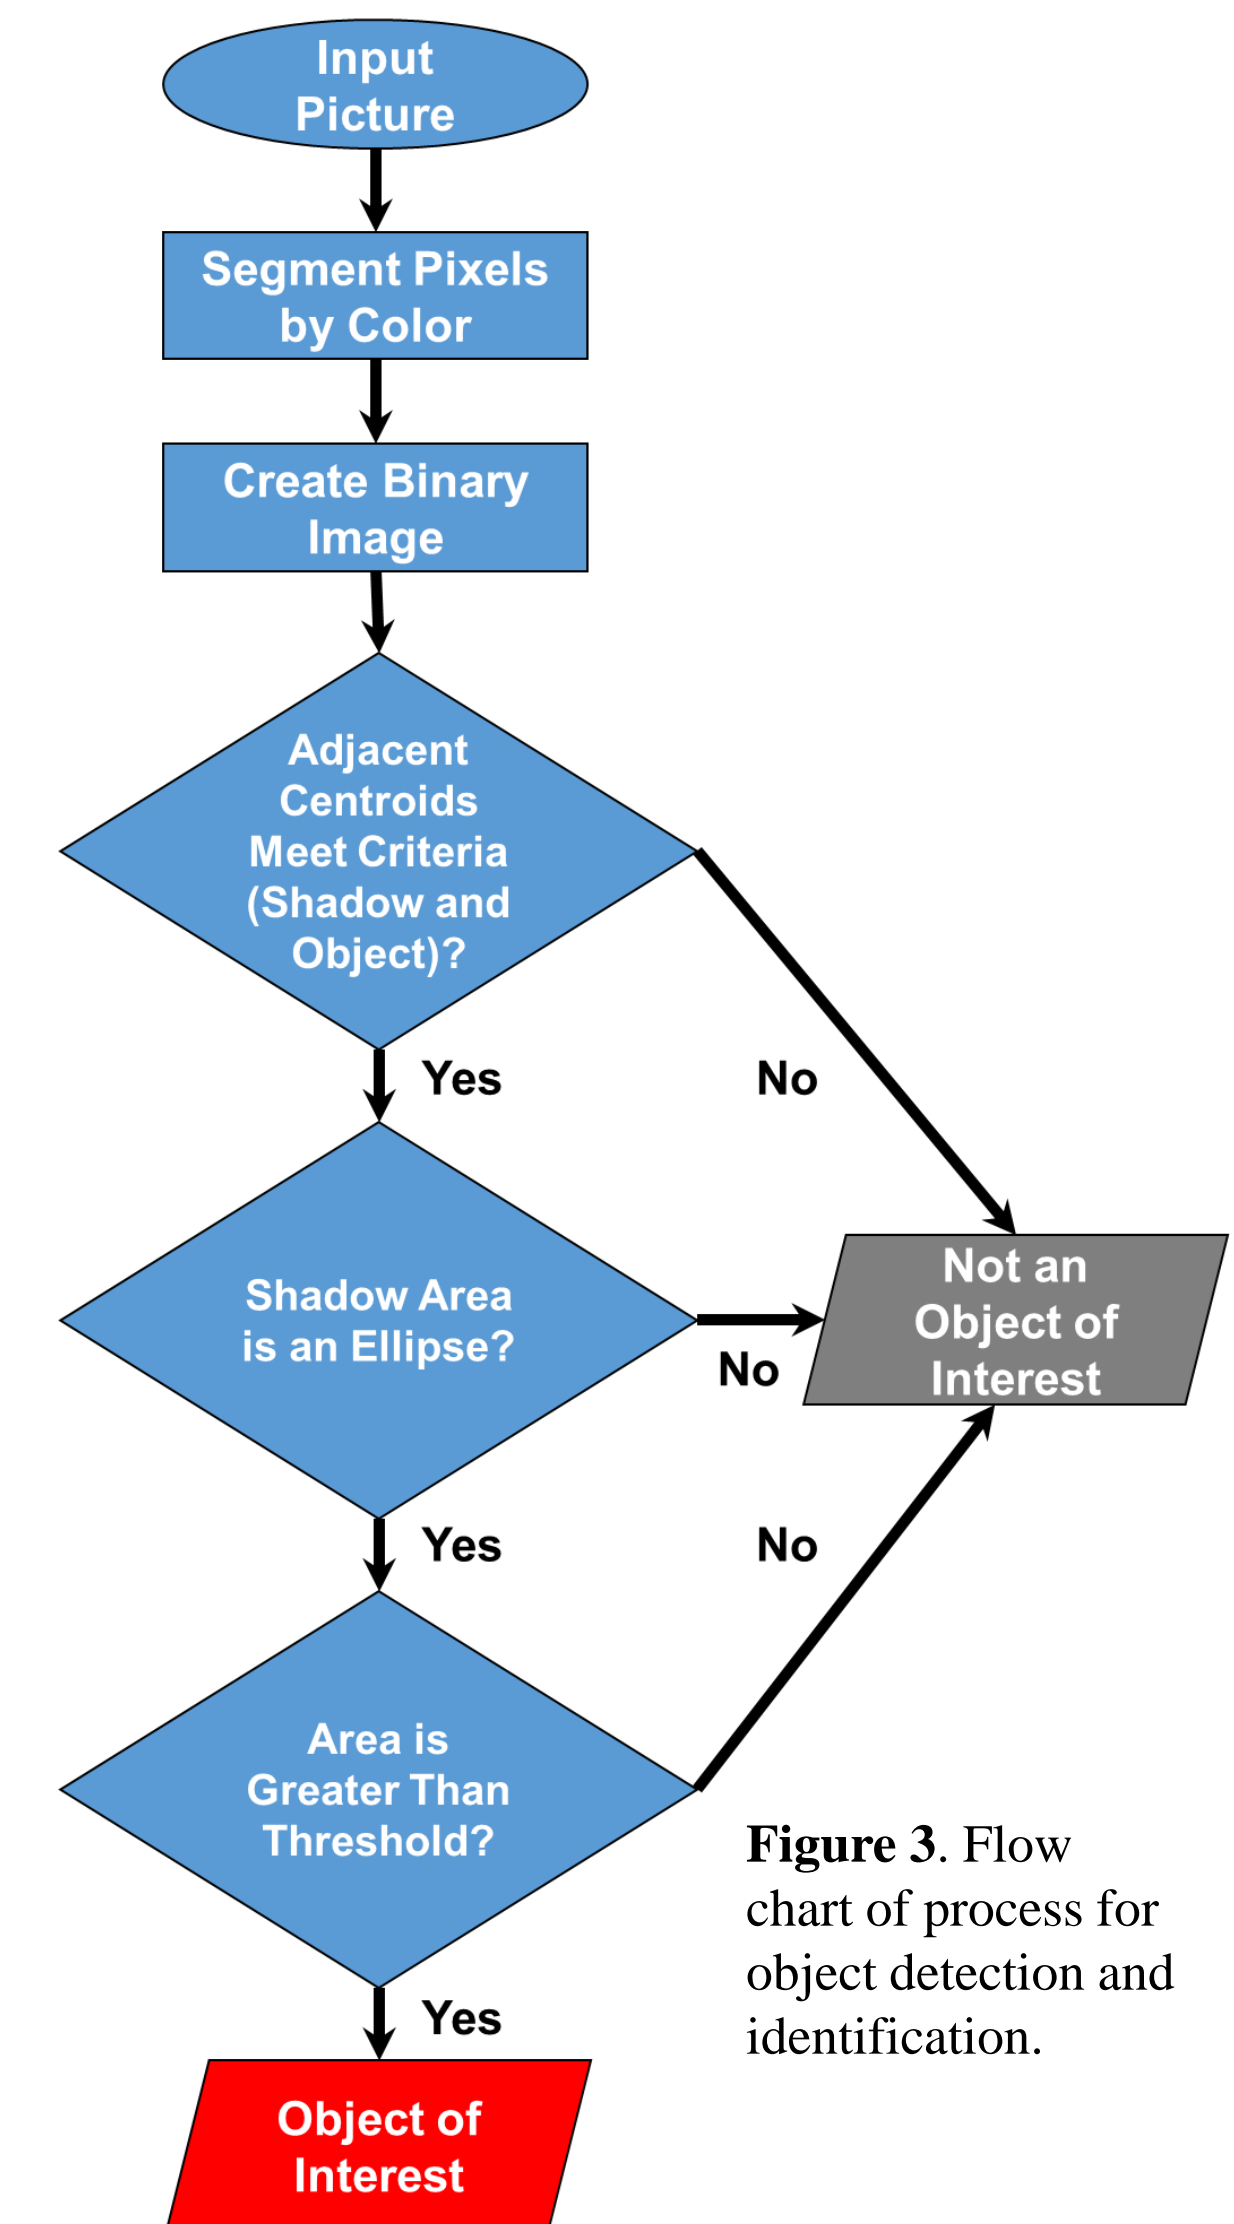 Input
Picture
Segment Pixels
by Color
Create Binary
Image
Adjacent
Centroids
Meet Criteria
(Shadow and
Object)?
Yes
No
Shadow Area
is an Ellipse?
No
Not an
Object of
Interest
Yes
No
Area is
Greater Than
Threshold?
Yes
Object of
Interest
Figure 3. Flow
chart of process for
object detection and
identification.